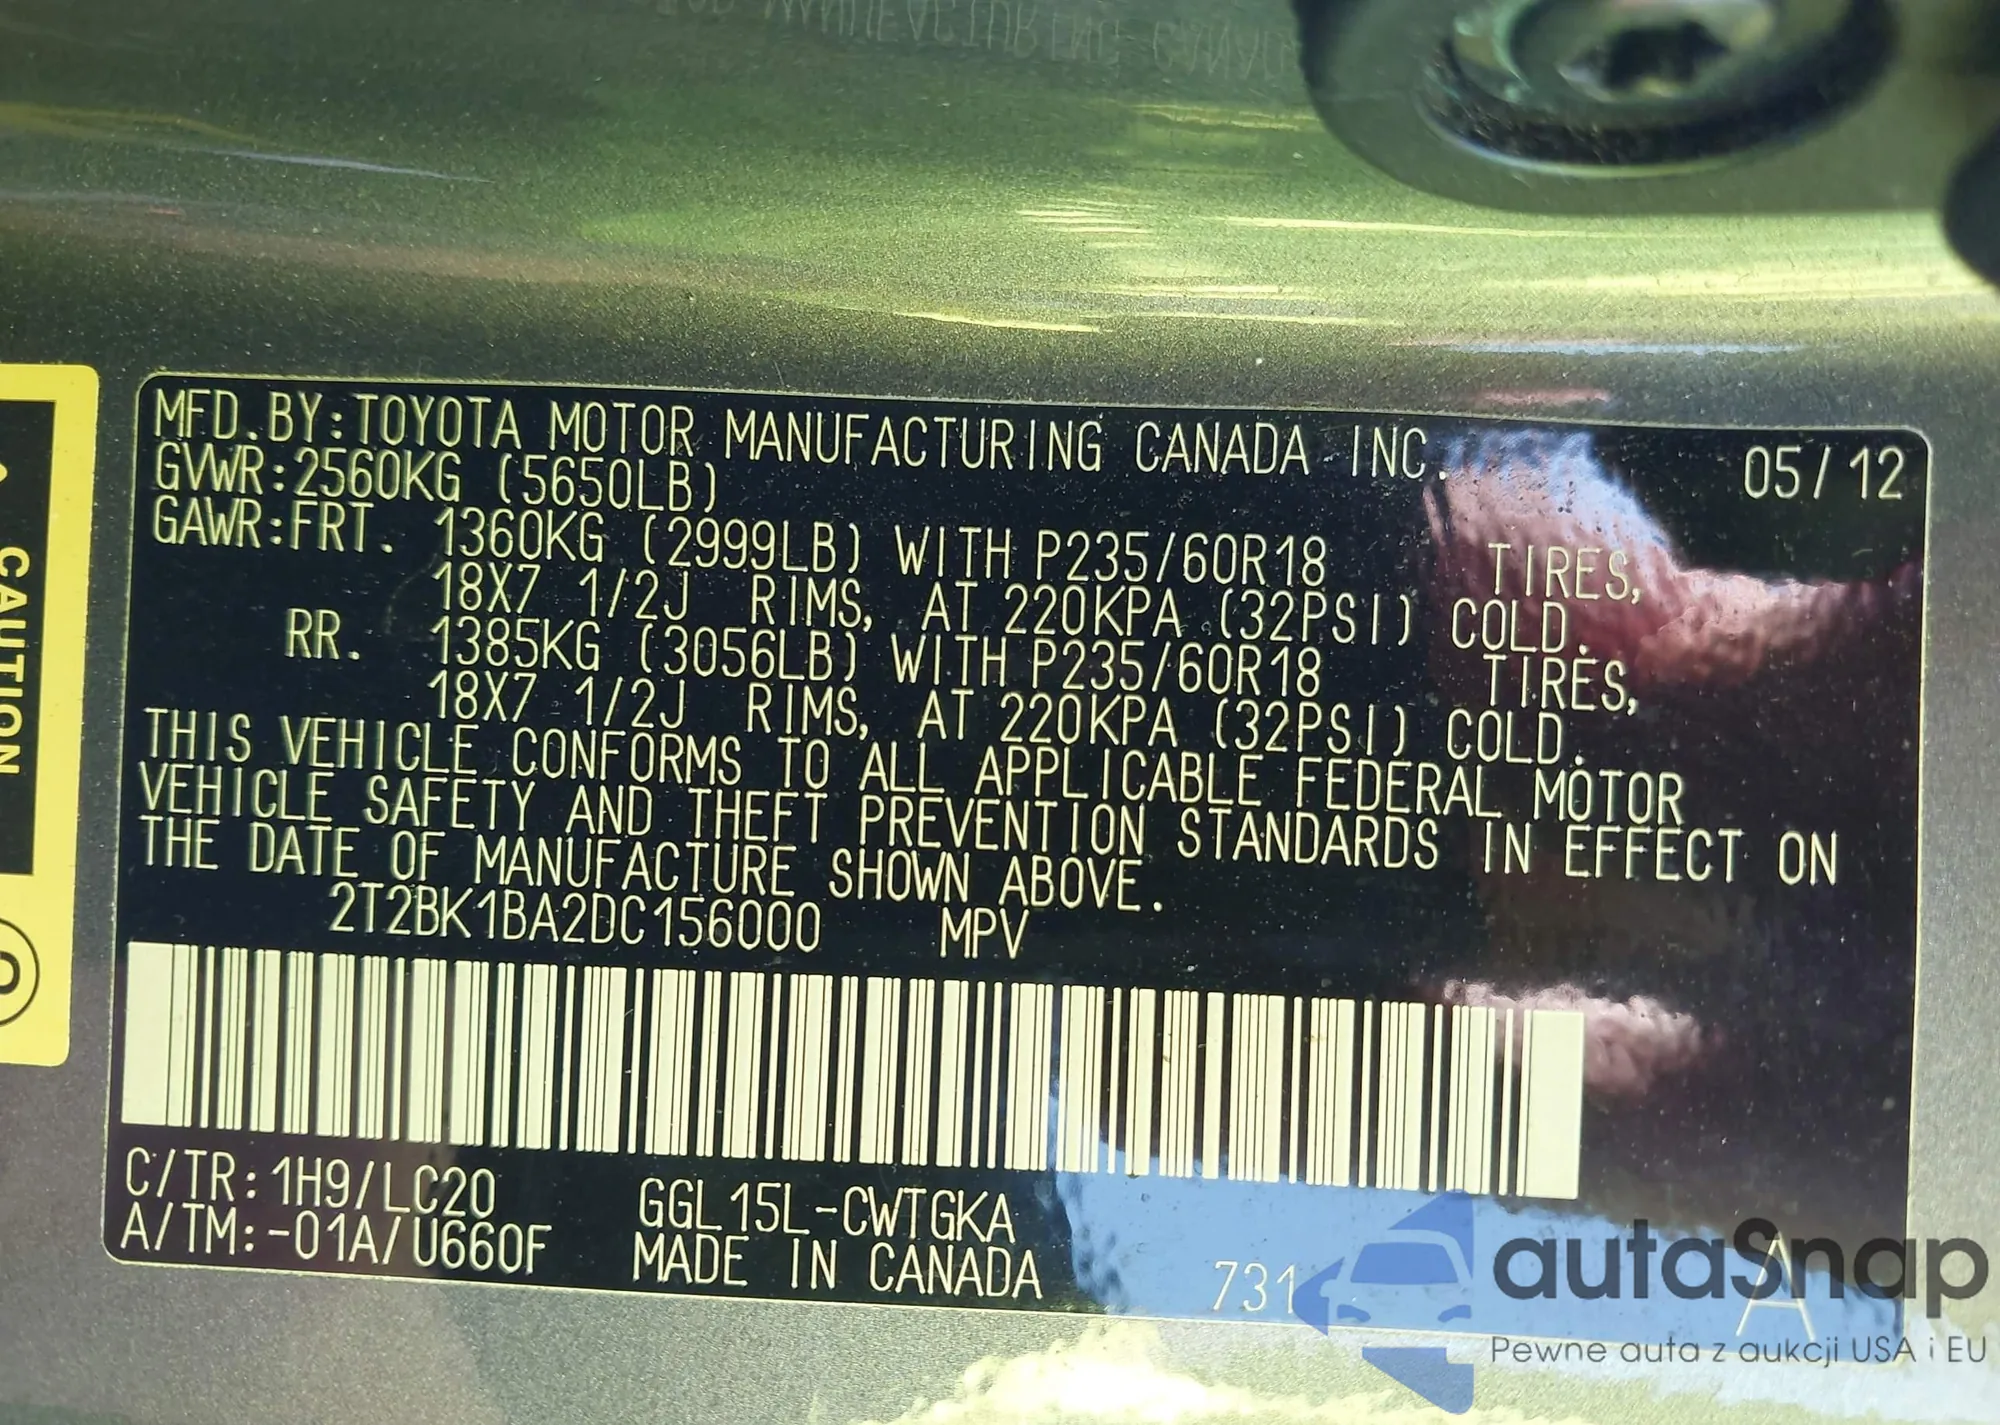 MFD.BY:TOYOTA MOTOR MANUFACTURING CANADA INC. 05/12
GVWR:2560KG (5650LB)
GAWR:FRT. 1360KG (2999LB) WITH P235/60R18 TIRES,
18X7 1/2J RIMS, AT 220KPA (32PSI) COLD.
RR. 1385KG (3056LB) WITH P235/60R18 TIRES,
18X7 1/2J RIMS, AT 220KPA (32PSI) COLD.
THIS VEHICLE CONFORMS TO ALL APPLICABLE FEDERAL MOTOR
VEHICLE SAFETY AND THEFT PREVENTION STANDARDS IN EFFECT ON
THE DATE OF MANUFACTURE SHOWN ABOVE.
2T2BK1BA2DC156000 MPV
C/TR:1H9/LC20 GGL15L-CWTGKA
A/TM:-01A/U660F MADE IN CANADA 731 A
CAUTION
autaSnap
Pewne auta z aukcji USA i EU